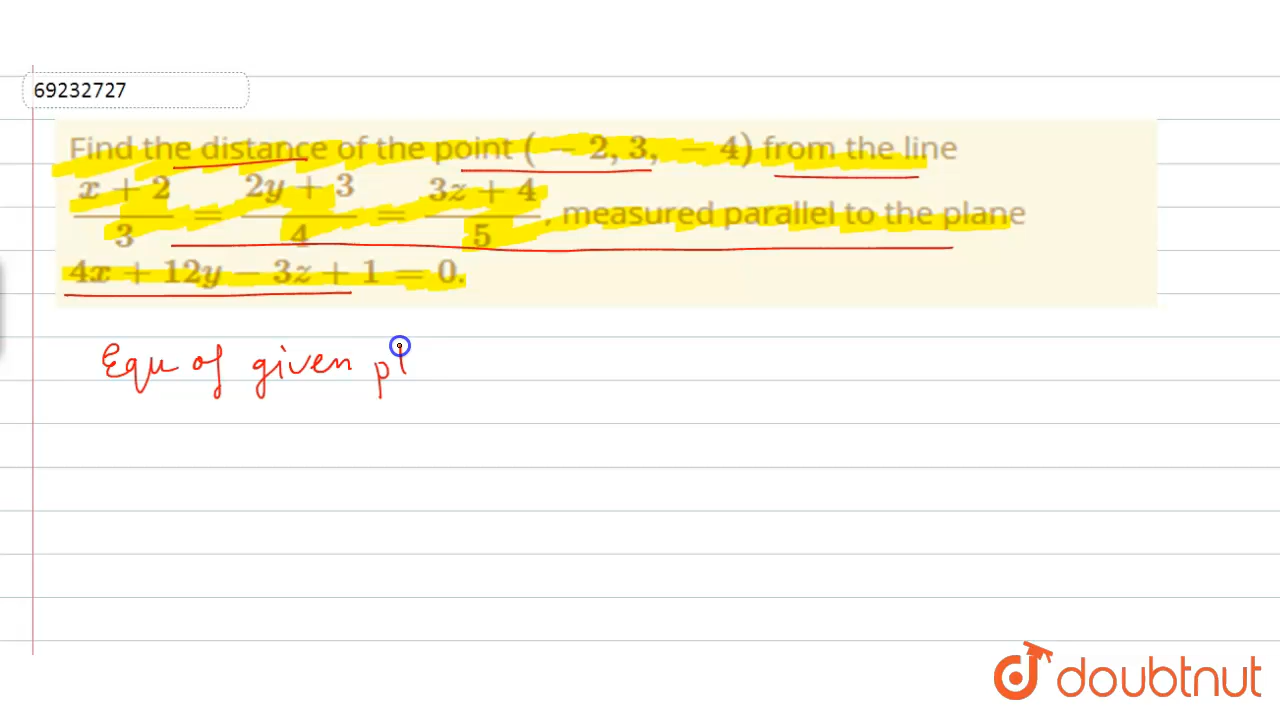 69232727
Find the distance of the point (−2, 3, −4) from the line
x + 2 / 3 = 2y + 3 / 4 = 3z + 4 / 5, measured parallel to the plane
4x + 12y − 3z + 1 = 0.
Equ of given pl
doubtnut